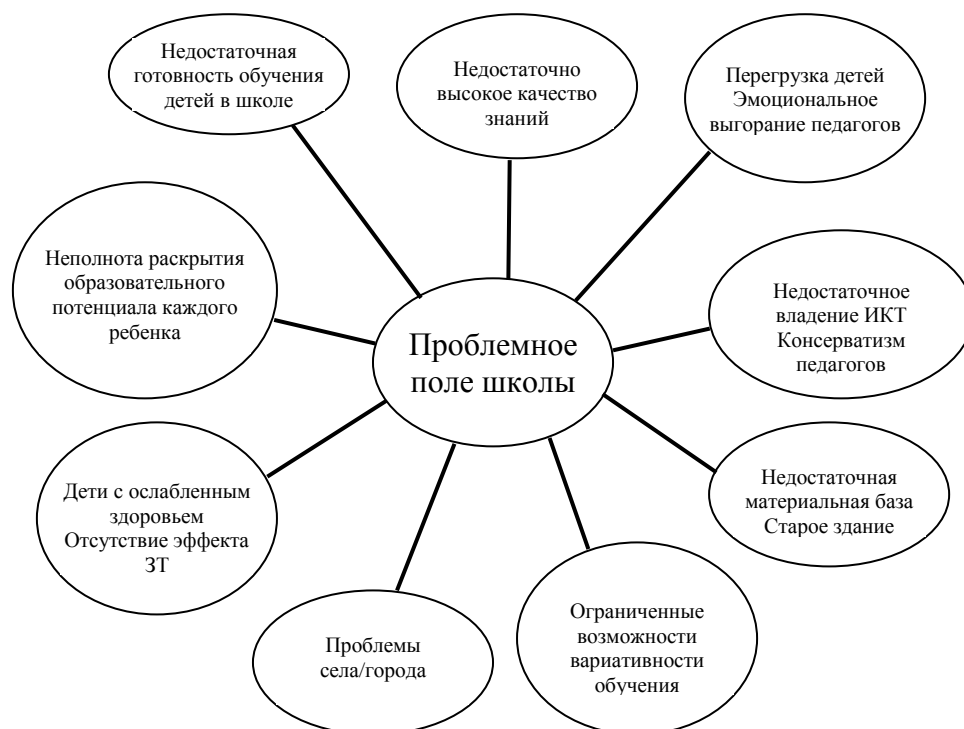 Недостаточная
готовность обучения
детей в школе
Недостаточно
высокое качество
знаний
Перегрузка детей
Эмоциональное
выгорание педагогов
Неполнота раскрытия
образовательного
потенциала каждого
ребенка
Проблемное
поле школы
Недостаточное
владение ИКТ
Консерватизм
педагогов
Дети с ослабленным
здоровьем
Отсутствие эффекта
ЗТ
Недостаточная
материальная база
Старое здание
Проблемы
села/города
Ограниченные
возможности
вариативности
обучения